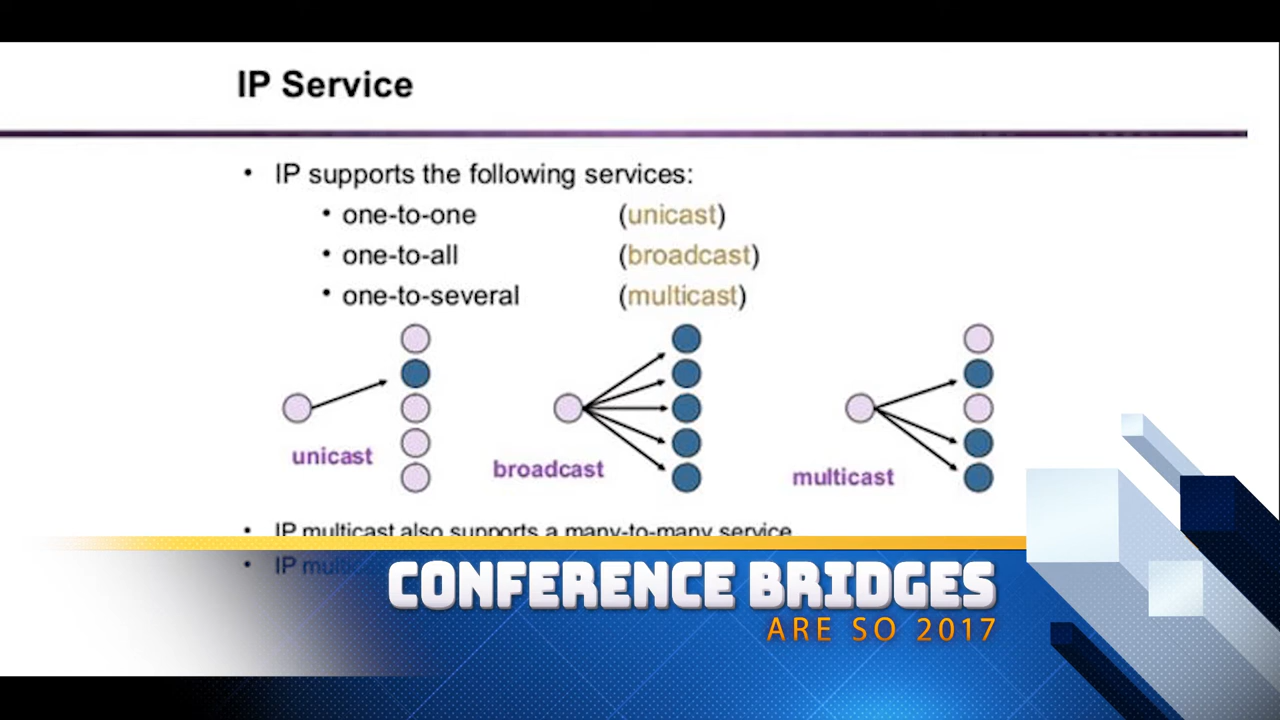 IP Service
• IP supports the following services:
• one-to-one (unicast)
• one-to-all (broadcast)
• one-to-several (multicast)
unicast
broadcast
multicast
• IP multicast also supports a many-to-many service
• IP
CONFERENCE BRIDGES
ARE SO 2017